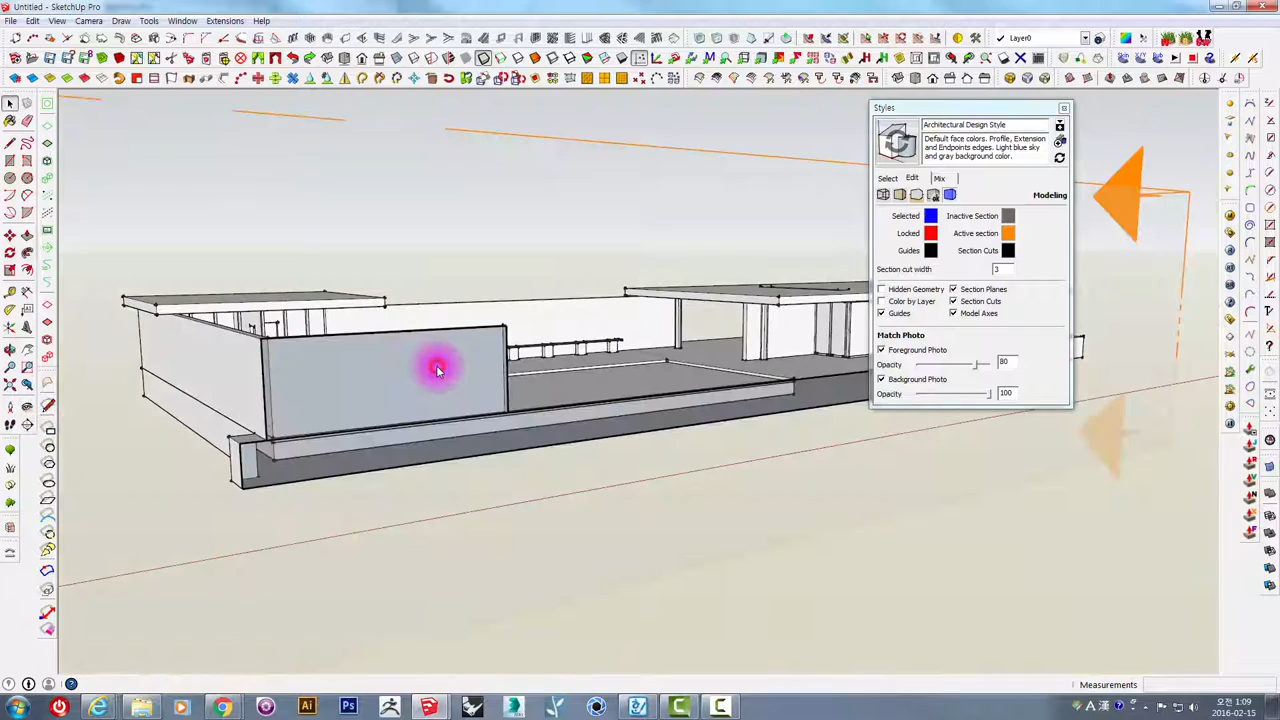 Untitled - SketchUp Pro
File Edit View Camera Draw Tools Window Extensions Help
Layer0
Styles
Architectural Design Style
Default face colors. Profile, Extension
and Endpoints edges. Light blue sky
and gray background color.
Select Edit Mix
Modeling
Selected Inactive Section
Locked Active section
Guides Section Cuts
Section cut width 3
Hidden Geometry Section Planes
Color by Layer Section Cuts
Guides Model Axes
Match Photo
Foreground Photo
Opacity 80
Background Photo
Opacity 100
Measurements
Ai Ps
A 漢
오전 1:09
2016-02-15